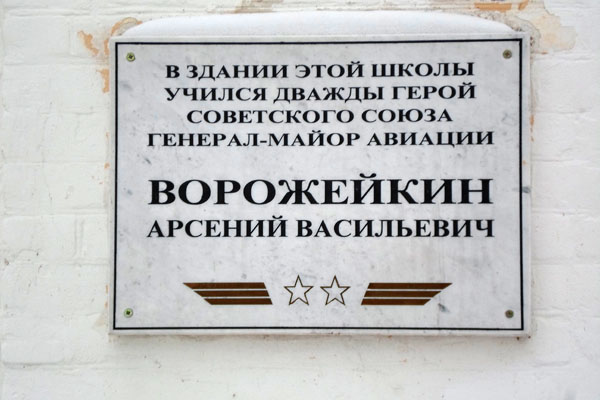 В ЗДАНИИ ЭТОЙ ШКОЛЫ
УЧИЛСЯ ДВАЖДЫ ГЕРОЙ
СОВЕТСКОГО СОЮЗА
ГЕНЕРАЛ-МАЙОР АВИАЦИИ
ВОРОЖЕЙКИН
АРСЕНИЙ ВАСИЛЬЕВИЧ